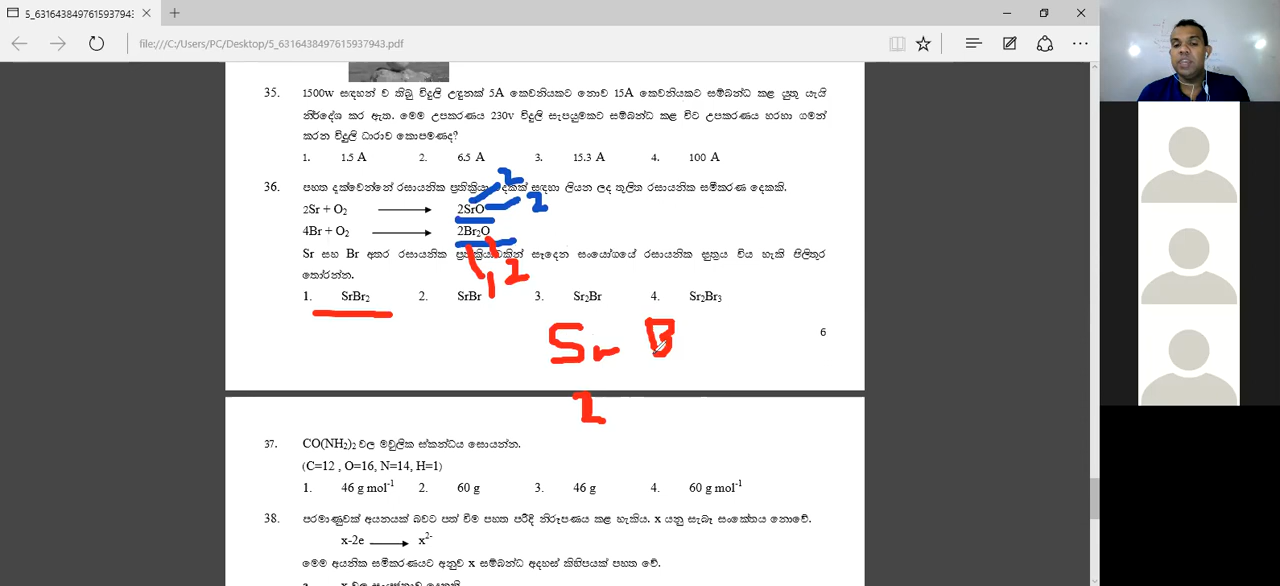 5_6316438497615937943.
file:///C:/Users/PC/Desktop/5_6316438497615937943.pdf
35. 1500w සඳහන් ව තිබු විදුලි උඳුනක් 5A කෙවනියකට නොව 15A කෙවනියකට සම්බන්ධ කළ යුතු යැයි
නිර්දේශ කර ඇත. මෙම උපකරණය 230v විදුලි සැපයුමකට සම්බන්ධ කළ විට උපකරණය හරහා ගමන්
කරන විදුලි ධාරාව කොපමණද?
1. 1.5 A 2. 6.5 A 3. 15.3 A 4. 100 A
36. පහත දක්වෙන්නේ රසායනික ප්‍රතික්‍රියා දෙකක් සඳහා ලියන ලද තුලිත රසායනික සමීකරණ දෙකකි.
2Sr + O₂ → 2SrO
2
2
4Br + O₂ → 2Br₂O
Sr සහ Br අතර රසායනික ප්‍රතික්‍රියාවකින් සෑදෙන සංයෝගයේ රසායනික සුත්‍රය විය හැකි පිලිතුර
තෝරන්න.
1 2
1. SrBr₂ 2. SrBr 3. Sr₂Br 4. Sr₂Br₃
6
Sr B
2
37. CO(NH₂)₂ වල මවුලික ස්කන්ධය සොයන්න.
(C=12 , O=16, N=14, H=1)
1. 46 g mol⁻¹ 2. 60 g 3. 46 g 4. 60 g mol⁻¹
38. පරමාණුවක් අයනයක් බවට පත් වීම පහත පරිදි නිරූපණය කළ හැකිය. x යනු සැබෑ සංකේතය නොවේ.
x-2e → x²⁻
මෙම අයනික සමීකරණයට අනුව x සම්බන්ධ අදහස් කිහිපයක් පහත වේ.